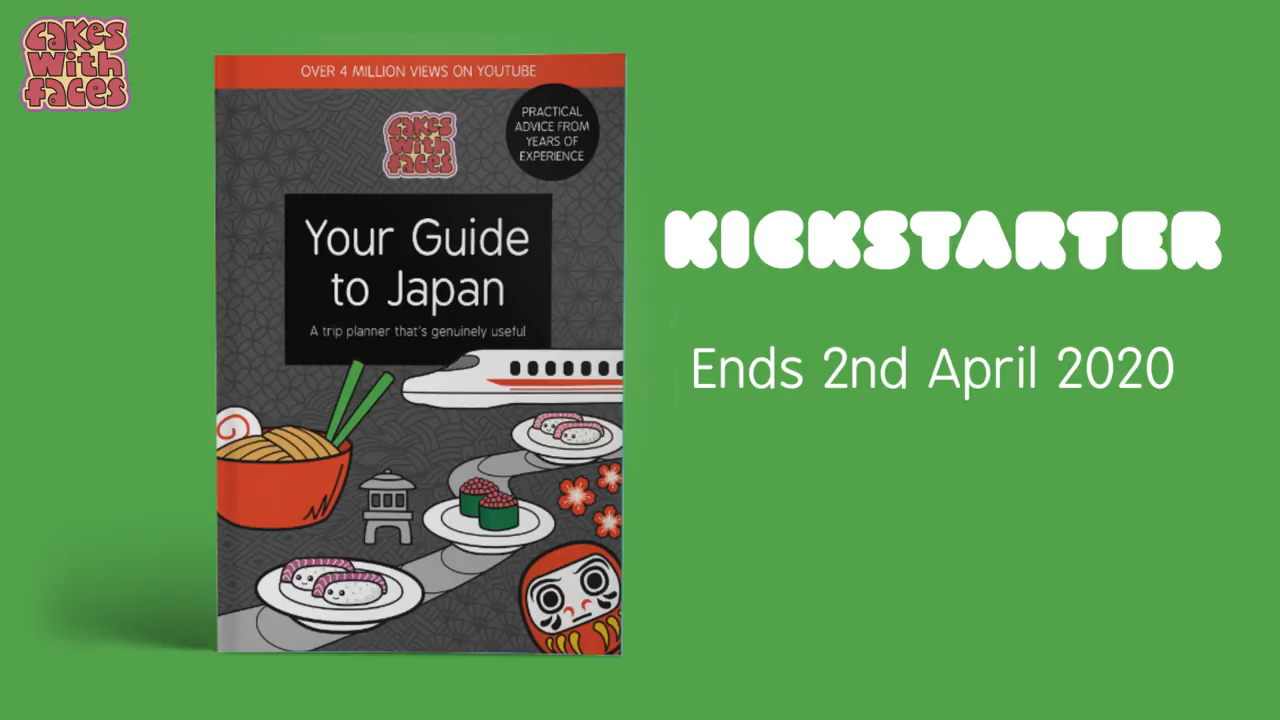 Cakes
With
faces
OVER 4 MILLION VIEWS ON YOUTUBE
PRACTICAL
ADVICE FROM
YEARS OF
EXPERIENCE
Cakes
With
faces
Your Guide
to Japan
A trip planner that's genuinely useful
KICKSTARTER
Ends 2nd April 2020